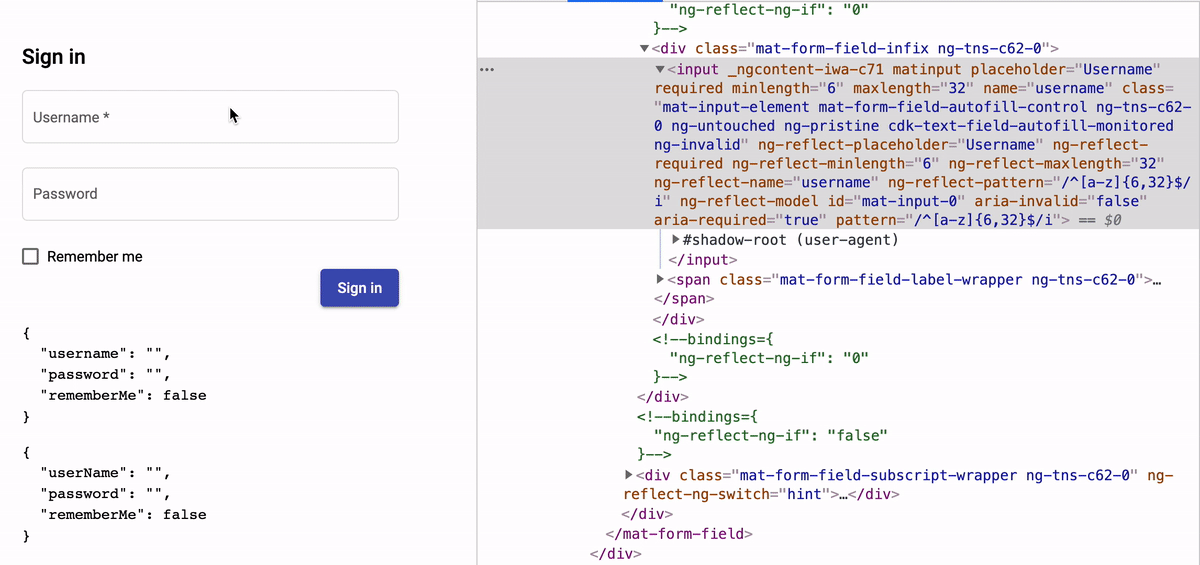 Sign in
Username *
Password
Remember me
Sign in
{
"username": "",
"password": "",
"rememberMe": false
}
{
"userName": "",
"password": "",
"rememberMe": false
}
"ng-reflect-ng-if": "0"
}-->
▼<div class="mat-form-field-infix ng-tns-c62-0">
… ▼<input _ngcontent-iwa-c71 matinput placeholder="Username"
required minlength="6" maxlength="32" name="username" class=
"mat-input-element mat-form-field-autofill-control ng-tns-c62-
0 ng-untouched ng-pristine cdk-text-field-autofill-monitored
ng-invalid" ng-reflect-placeholder="Username" ng-reflect-
required ng-reflect-minlength="6" ng-reflect-maxlength="32"
ng-reflect-name="username" ng-reflect-pattern="/^[a-z]{6,32}$/
i" ng-reflect-model id="mat-input-0" aria-invalid="false"
aria-required="true" pattern="/^[a-z]{6,32}$/i"> == $0
▶#shadow-root (user-agent)
</input>
▶<span class="mat-form-field-label-wrapper ng-tns-c62-0">…
</span>
</div>
<!--bindings={
"ng-reflect-ng-if": "0"
}-->
</div>
<!--bindings={
"ng-reflect-ng-if": "false"
}-->
▶<div class="mat-form-field-subscript-wrapper ng-tns-c62-0" ng-
reflect-ng-switch="hint">…</div>
</div>
</mat-form-field>
</div>